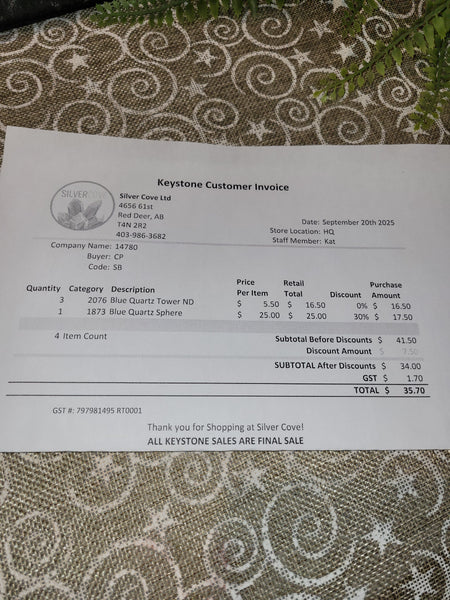 Keystone Customer Invoice
SILVER
Silver Cove Ltd
4656 61st
Red Deer, AB
T4N 2R2
403-986-3682
Date: September 20th 2025
Store Location: HQ
Staff Member: Kat
Company Name: 14780
Buyer: CP
Code: SB
Quantity Category Description Price Per Item Retail Total Discount Purchase Amount
3 2076 Blue Quartz Tower ND $ 5.50 $ 16.50 0% $ 16.50
1 1873 Blue Quartz Sphere $ 25.00 $ 25.00 30% $ 17.50
4 Item Count
Subtotal Before Discounts $ 41.50
Discount Amount $ 7.50
SUBTOTAL After Discounts $ 34.00
GST $ 1.70
TOTAL $ 35.70
GST #: 797981495 RT0001
Thank you for Shopping at Silver Cove!
ALL KEYSTONE SALES ARE FINAL SALE